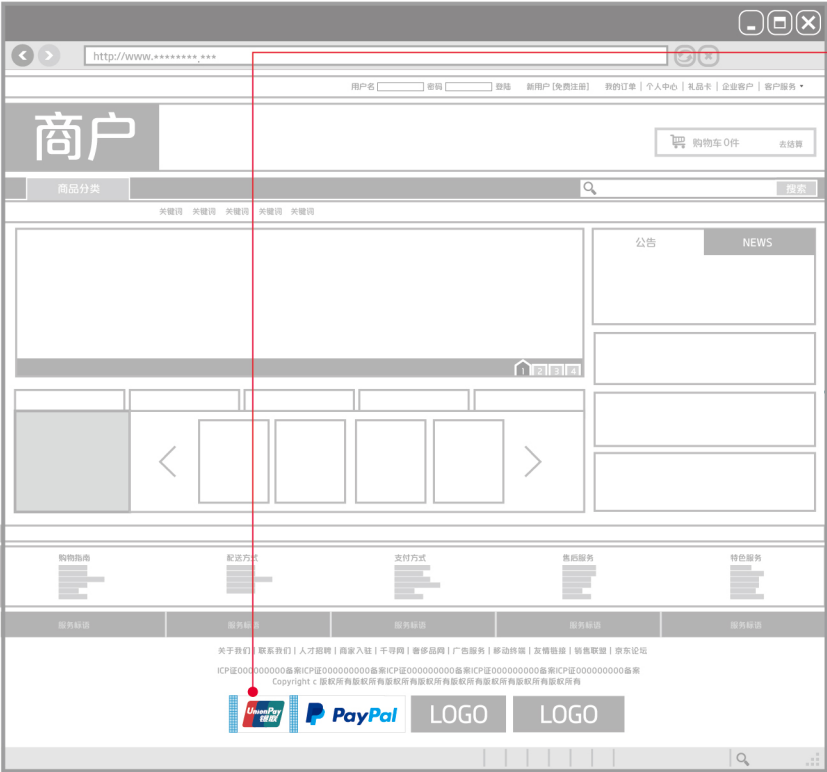 http://www.********.***
用户名 密码 登陆 新用户 [免费注册] 我的订单 | 个人中心 | 礼品卡 | 企业客户 | 客户服务
商户
购物车0件 去结算
商品分类 搜索
关键词 关键词 关键词 关键词 关键词
公告 NEWS
1 2 3 4
购物指南 配送方式 支付方式 售后服务 特色服务
服务标语 服务标语 服务标语 服务标语 服务标语
关于我们 | 联系我们 | 人才招聘 | 商家入驻 | 千寻网 | 奢侈品网 | 广告服务 | 移动终端 | 友情链接 | 销售联盟 | 京东论坛
ICP证000000000备案ICP证000000000备案ICP证000000000备案ICP证000000000备案ICP证000000000备案
Copyright c 版权所有版权所有版权所有版权所有版权所有版权所有版权所有版权所有
UnionPay 银联 PayPal LOGO LOGO